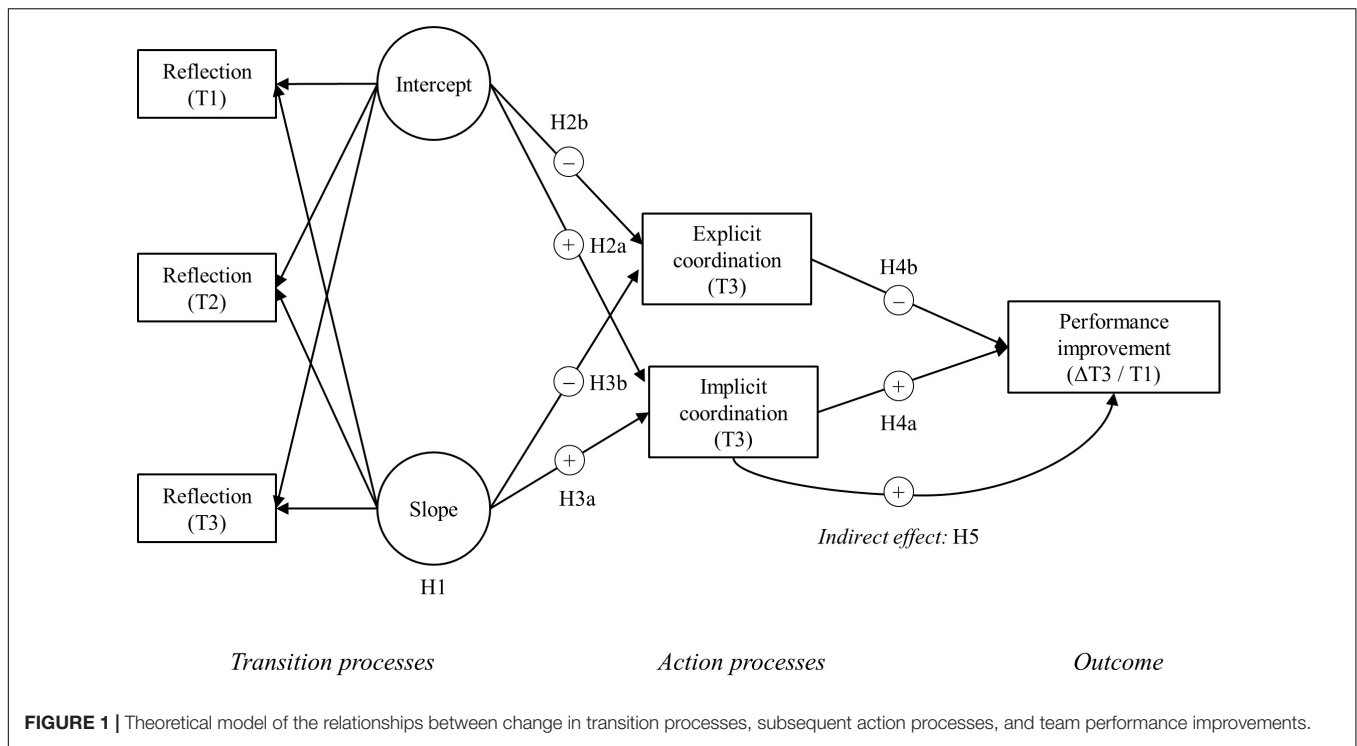 Reflection
(T1)
Intercept
H2b
–
+
H2a
Explicit
coordination
(T3)
H4b
–
Reflection
(T2)
Performance
improvement
(ΔT3 / T1)
–
H3b
Implicit
coordination
(T3)
+
H4a
+
H3a
Reflection
(T3)
Slope
H1
+
Indirect effect: H5
Transition processes
Action processes
Outcome
FIGURE 1 | Theoretical model of the relationships between change in transition processes, subsequent action processes, and team performance improvements.